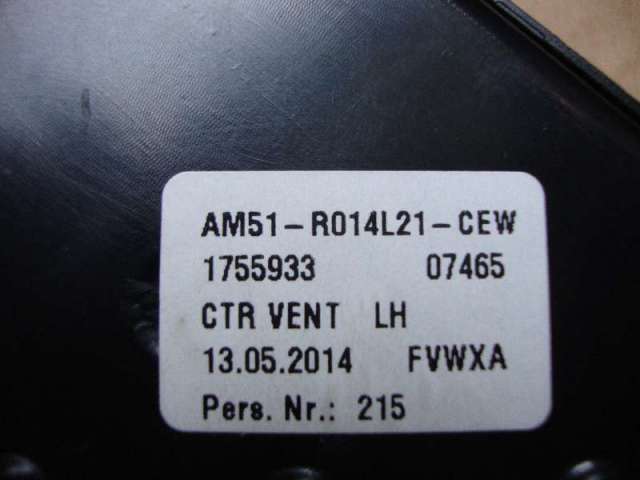 AM51-R014L21-CEW
1755933 07465
CTR VENT LH
13.05.2014 FVWXA
Pers. Nr.: 215